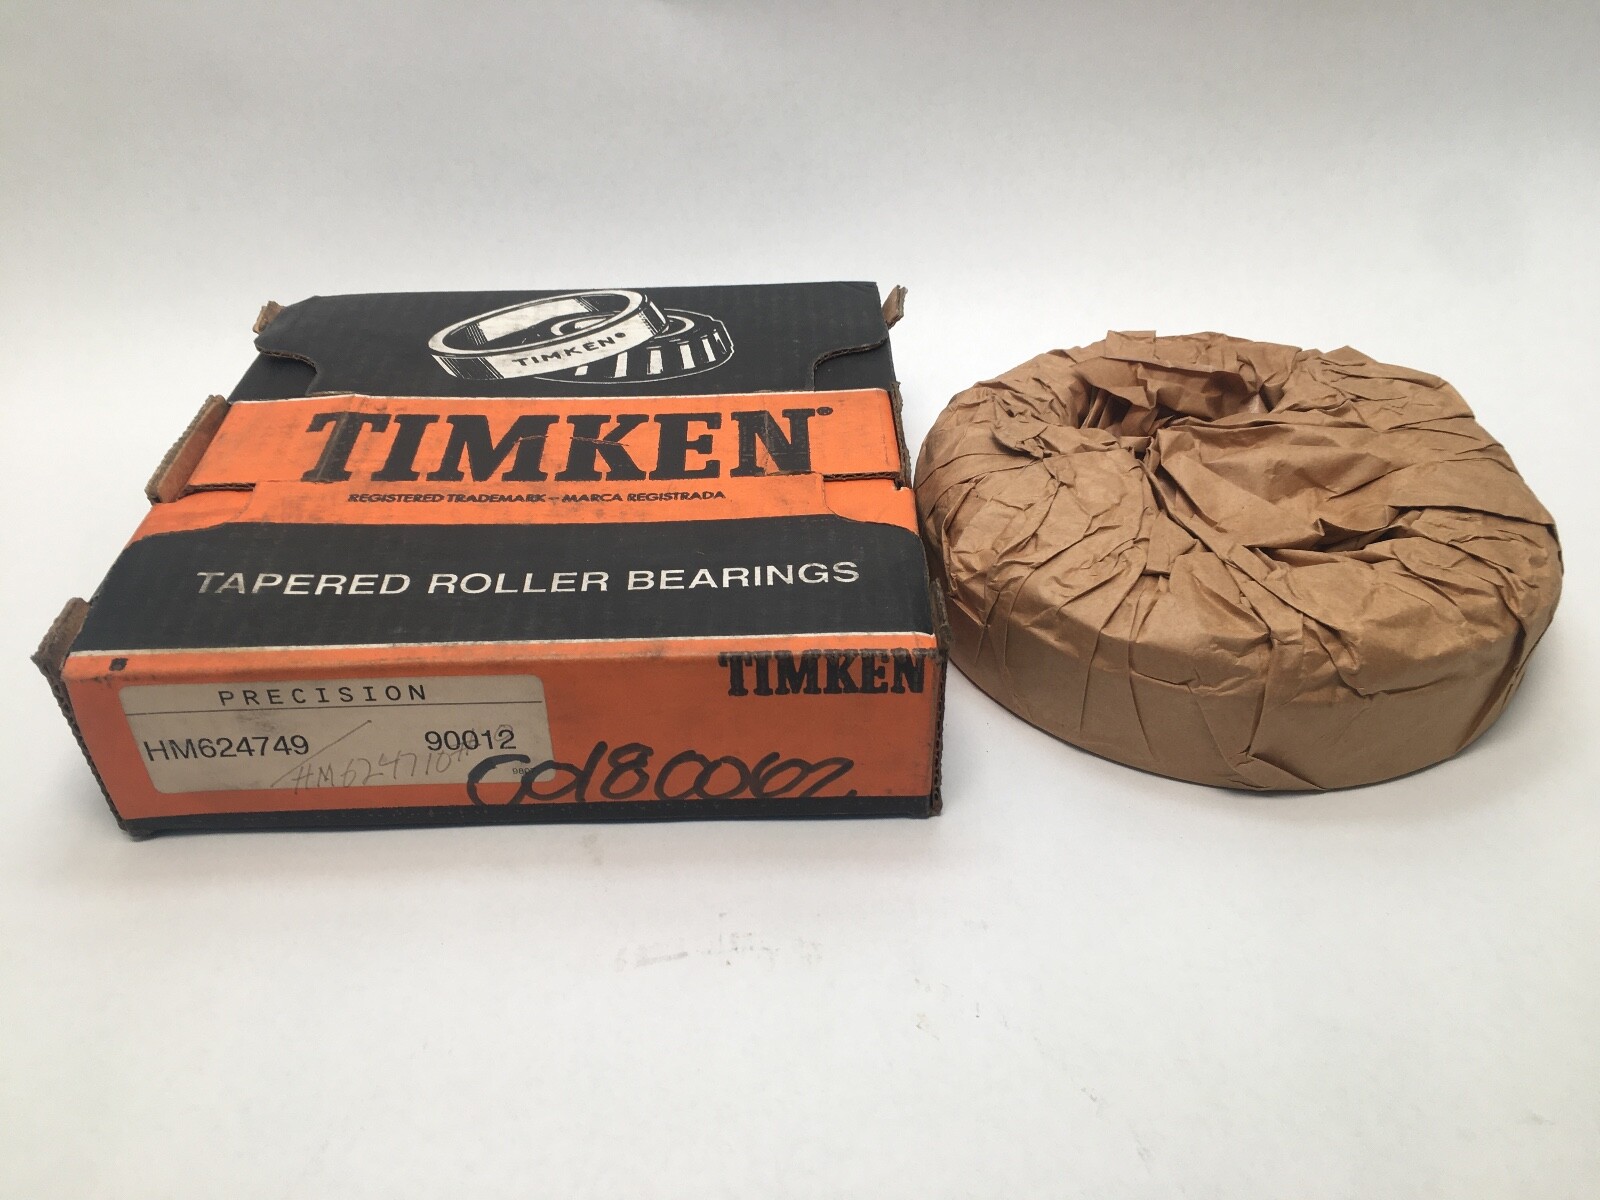 TIMKEN®
TIMKEN®
REGISTERED TRADEMARK – MARCA REGISTRADA
TAPERED ROLLER BEARINGS
TIMKEN
PRECISION
HM624749 90012